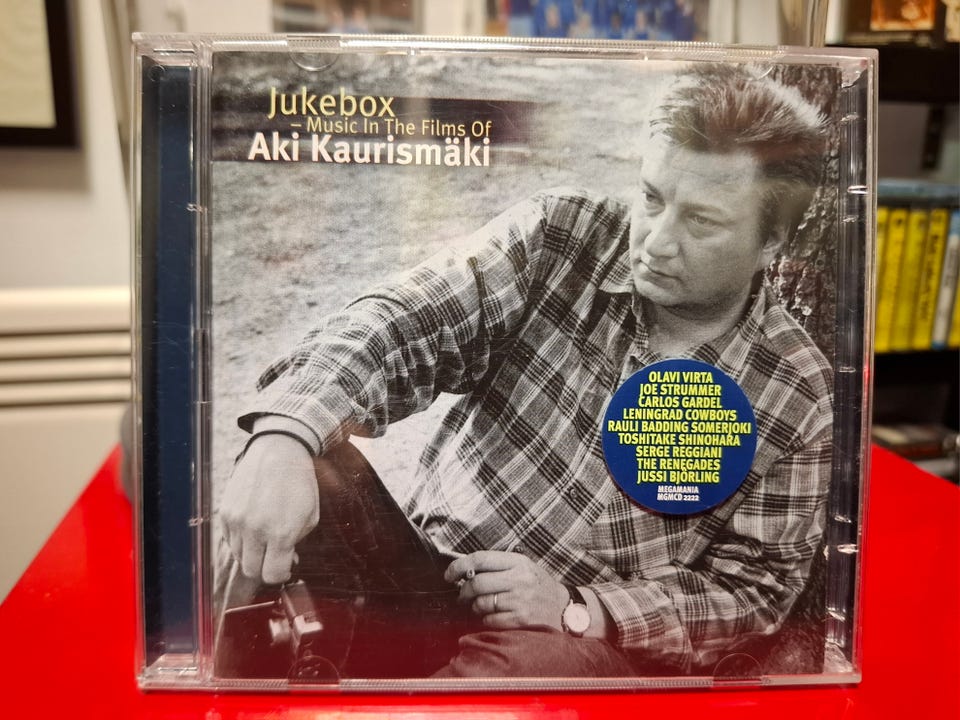 Jukebox
– Music In The Films Of
Aki Kaurismäki
OLAVI VIRTA
JOE STRUMMER
CARLOS GARDEL
LENINGRAD COWBOYS
RAULI BADDING SOMERJOKI
TOSHITAKE SHINOHARA
SERGE REGGIANI
THE RENEGADES
JUSSI BJÖRLING
MEGAMANIA
MGMCD 2222